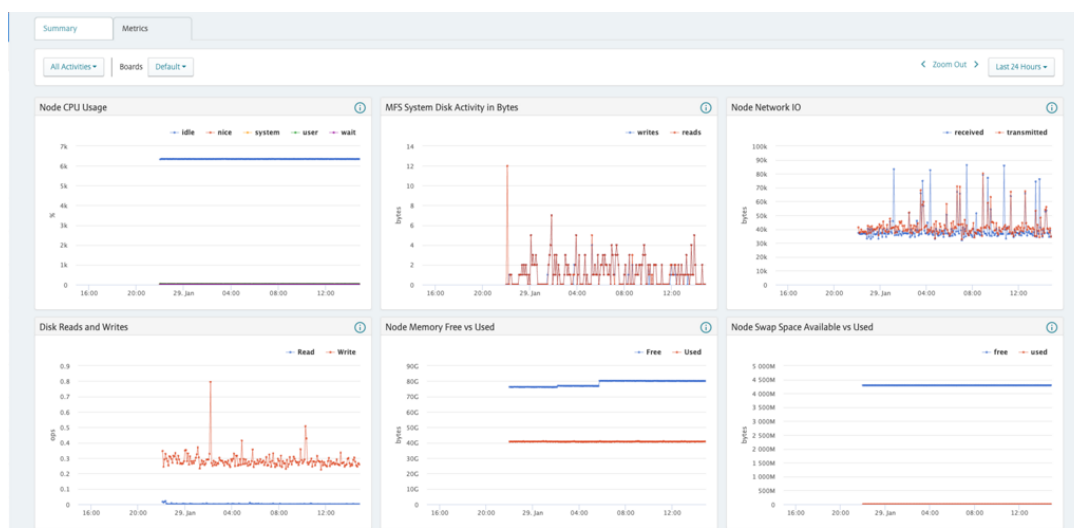 Summary Metrics
All Activities Boards Default Zoom Out Last 24 Hours
Node CPU Usage
idle nice system user wait
7k
6k
5k
4k
3k
2k
1k
0
%
16:00 20:00 29. Jan 04:00 08:00 12:00
MFS System Disk Activity in Bytes
writes reads
14
12
10
8
6
4
2
0
bytes
16:00 20:00 29. Jan 04:00 08:00 12:00
Node Network IO
received transmitted
100k
90k
80k
70k
60k
50k
40k
30k
20k
10k
0
bytes
16:00 20:00 29. Jan 04:00 08:00 12:00
Disk Reads and Writes
Read Write
0.9
0.8
0.7
0.6
0.5
0.4
0.3
0.2
0.1
0
ops
16:00 20:00 29. Jan 04:00 08:00 12:00
Node Memory Free vs Used
Free Used
90G
80G
70G
60G
50G
40G
30G
20G
10G
0
bytes
16:00 20:00 29. Jan 04:00 08:00 12:00
Node Swap Space Available vs Used
free used
5 000M
4 500M
4 000M
3 500M
3 000M
2 500M
2 000M
1 500M
1 000M
500M
0
bytes
16:00 20:00 29. Jan 04:00 08:00 12:00